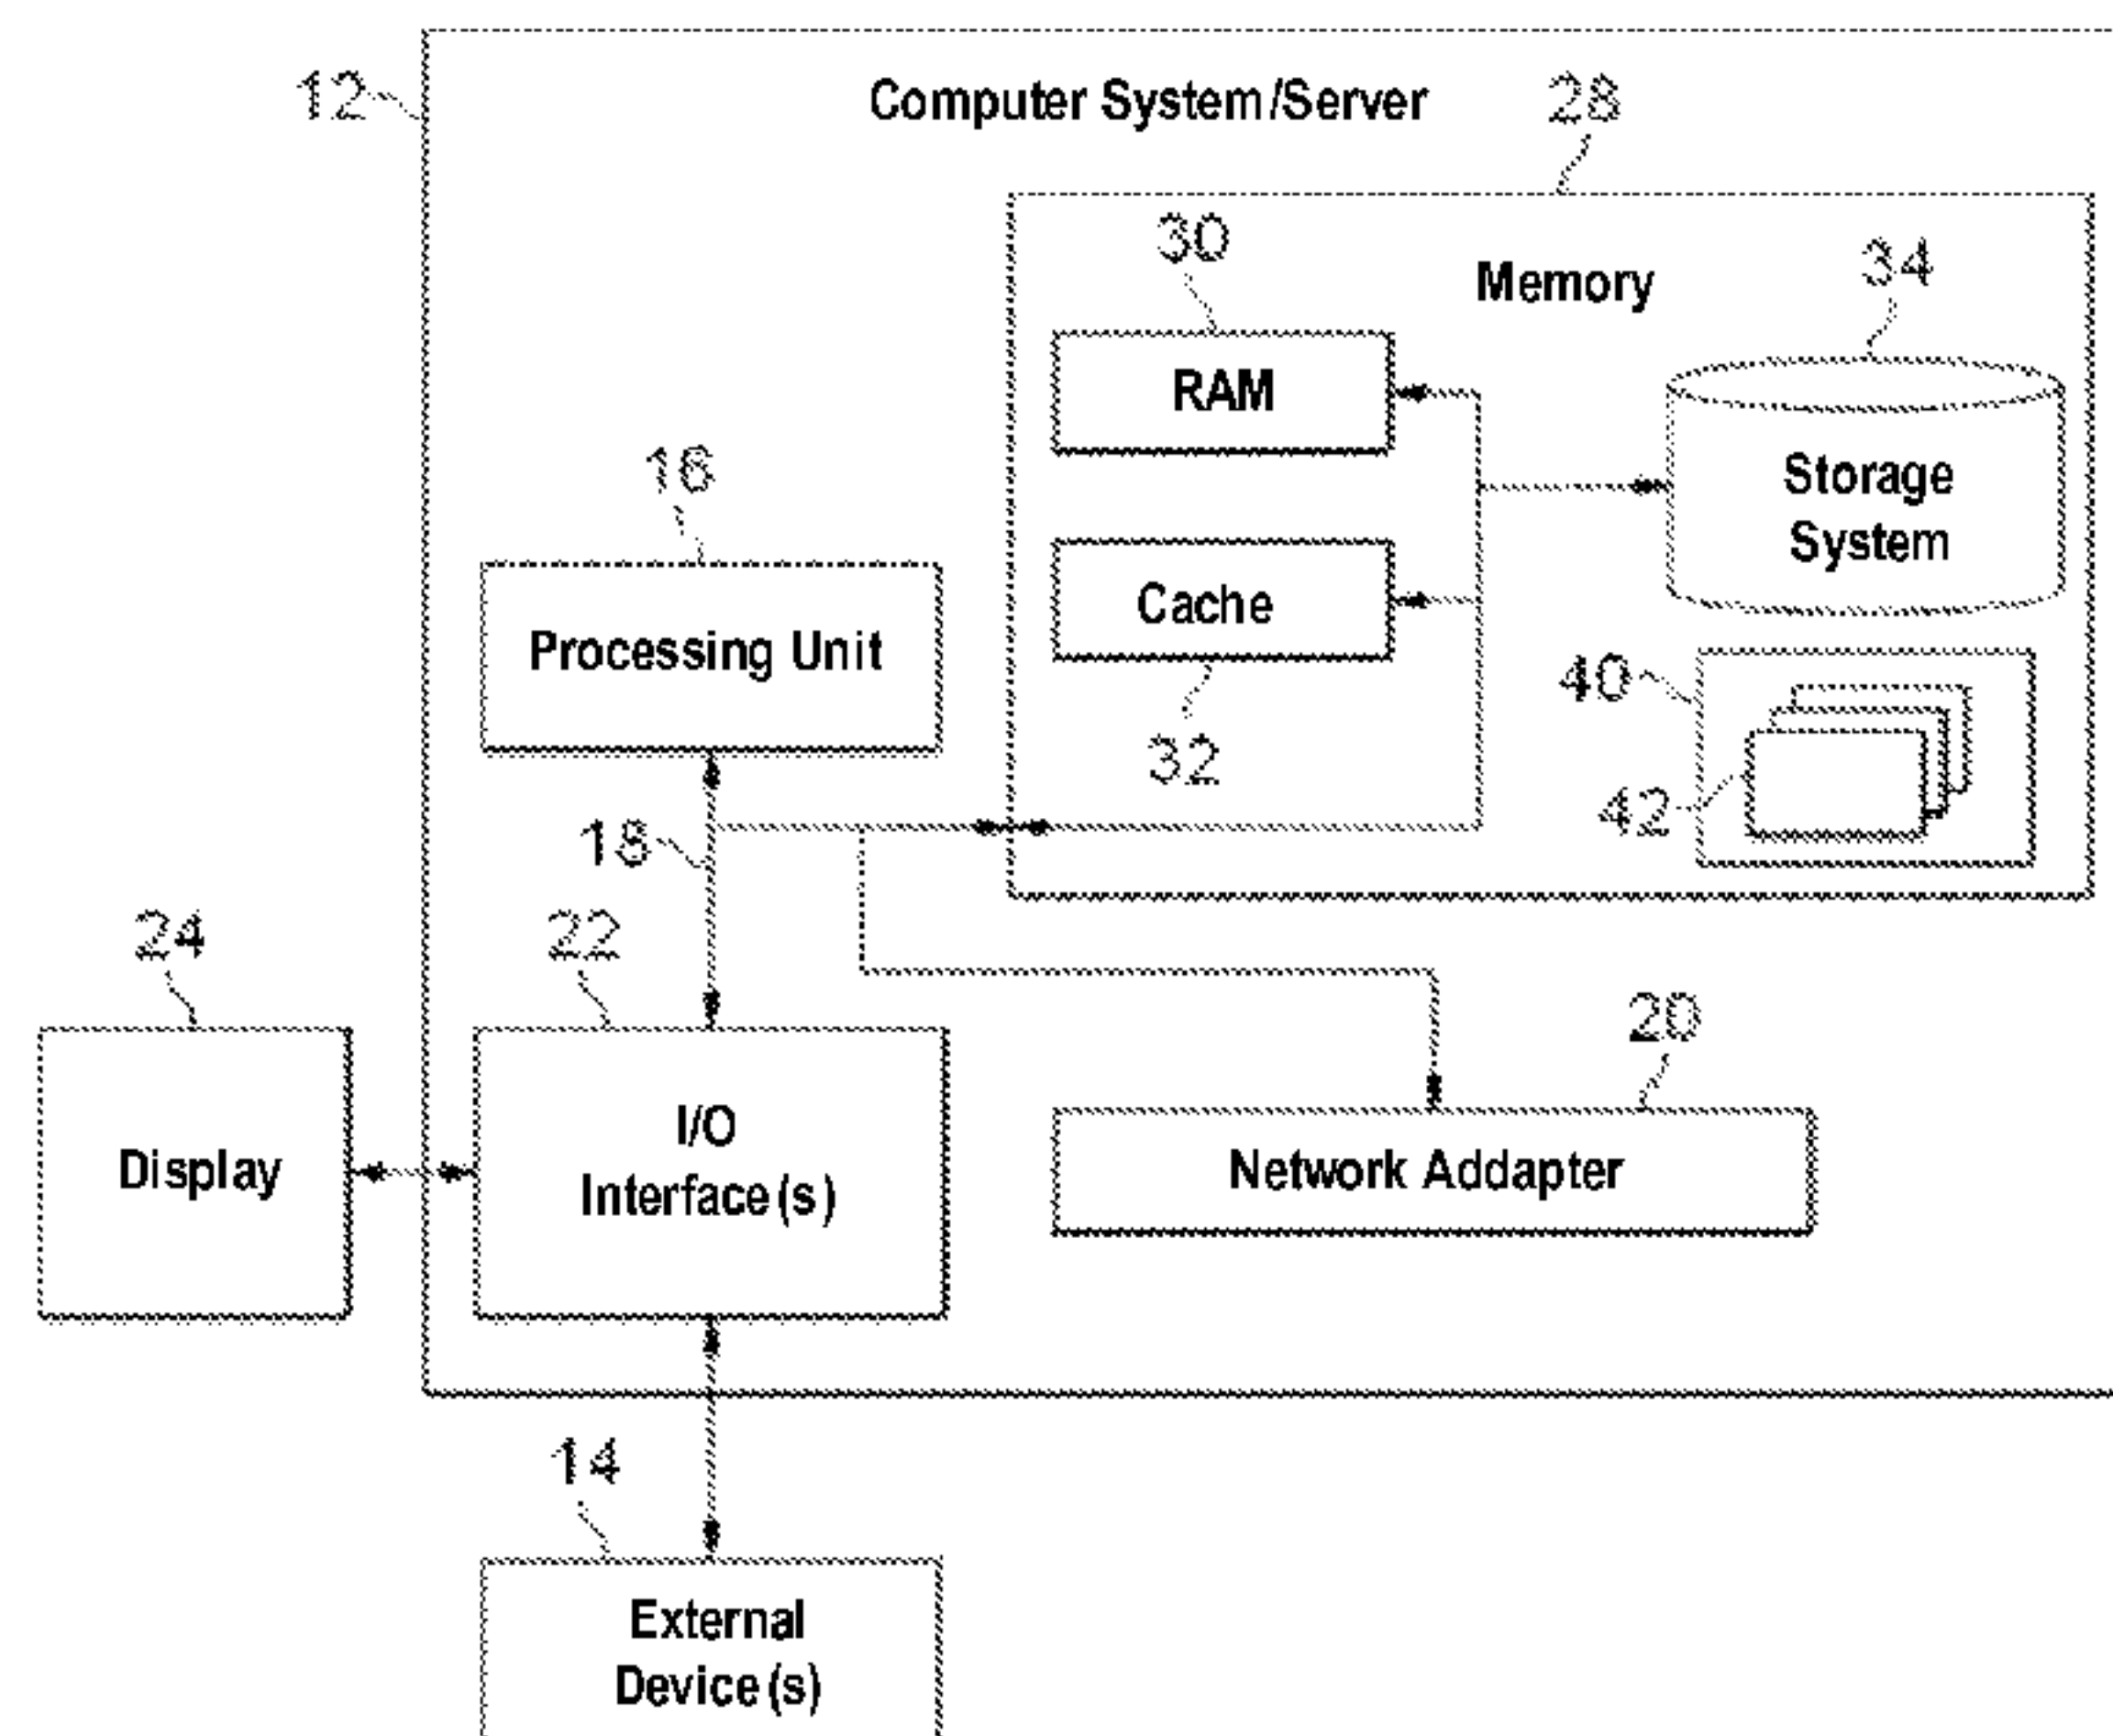 12
Computer System/Server
28
30
Memory
34
RAM
Storage
System
16
Cache
Processing Unit
40
32
42
18
24
22
20
I/O
Interface(s)
Display
Network Addapter
14
External
Device(s)